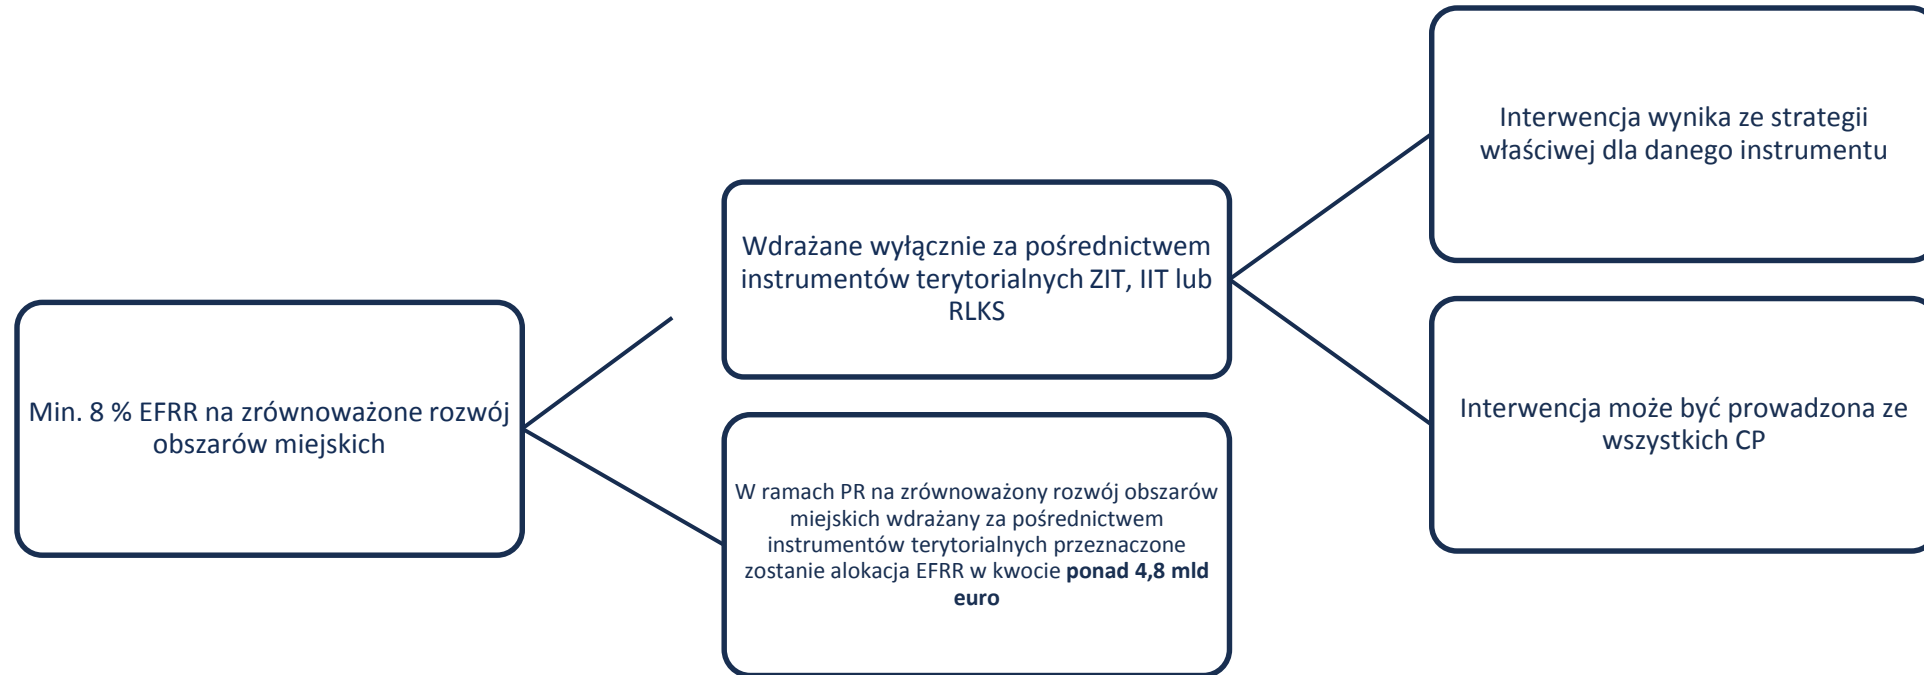 Min. 8 % EFRR na zrównoważone rozwój
obszarów miejskich
Wdrażane wyłącznie za pośrednictwem
instrumentów terytorialnych ZIT, IIT lub
RLKS
W ramach PR na zrównoważony rozwój obszarów
miejskich wdrażany za pośrednictwem
instrumentów terytorialnych przeznaczone
zostanie alokacja EFRR w kwocie ponad 4,8 mld
euro
Interwencja wynika ze strategii
właściwej dla danego instrumentu
Interwencja może być prowadzona ze
wszystkich CP